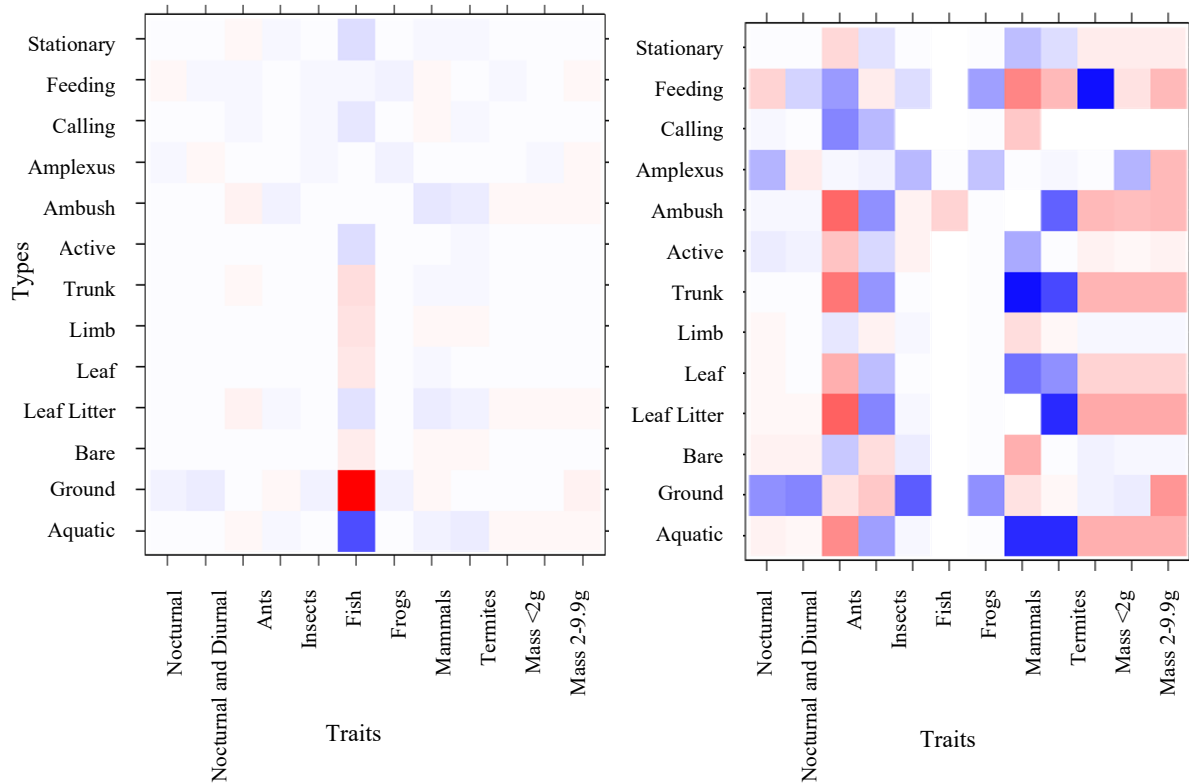 Types
Stationary
Feeding
Calling
Amplexus
Ambush
Active
Trunk
Limb
Leaf
Leaf Litter
Bare
Ground
Aquatic
Nocturnal
Nocturnal and Diurnal
Ants
Insects
Fish
Frogs
Mammals
Termites
Mass <2g
Mass 2-9.9g
Traits
Stationary
Feeding
Calling
Amplexus
Ambush
Active
Trunk
Limb
Leaf
Leaf Litter
Bare
Ground
Aquatic
Nocturnal
Nocturnal and Diurnal
Ants
Insects
Fish
Frogs
Mammals
Termites
Mass <2g
Mass 2-9.9g
Traits